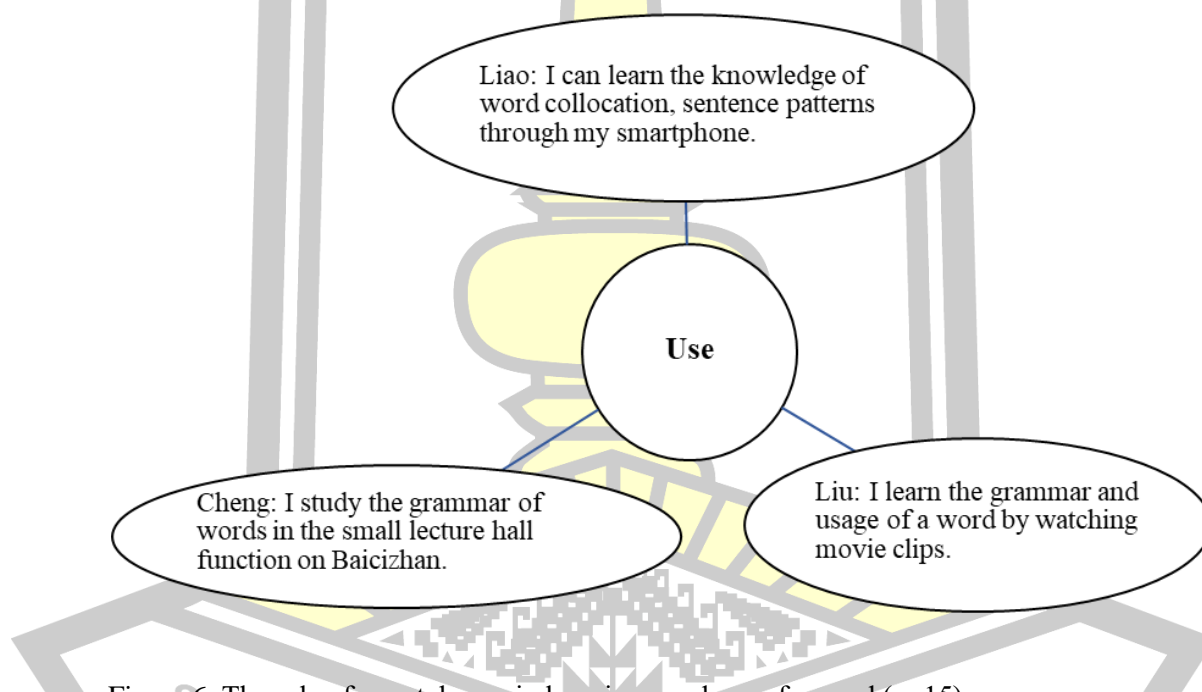 Liao: I can learn the knowledge of
word collocation, sentence patterns
through my smartphone.
Use
Cheng: I study the grammar of
words in the small lecture hall
function on Baicizhan.
Liu: I learn the grammar and
usage of a word by watching
movie clips.